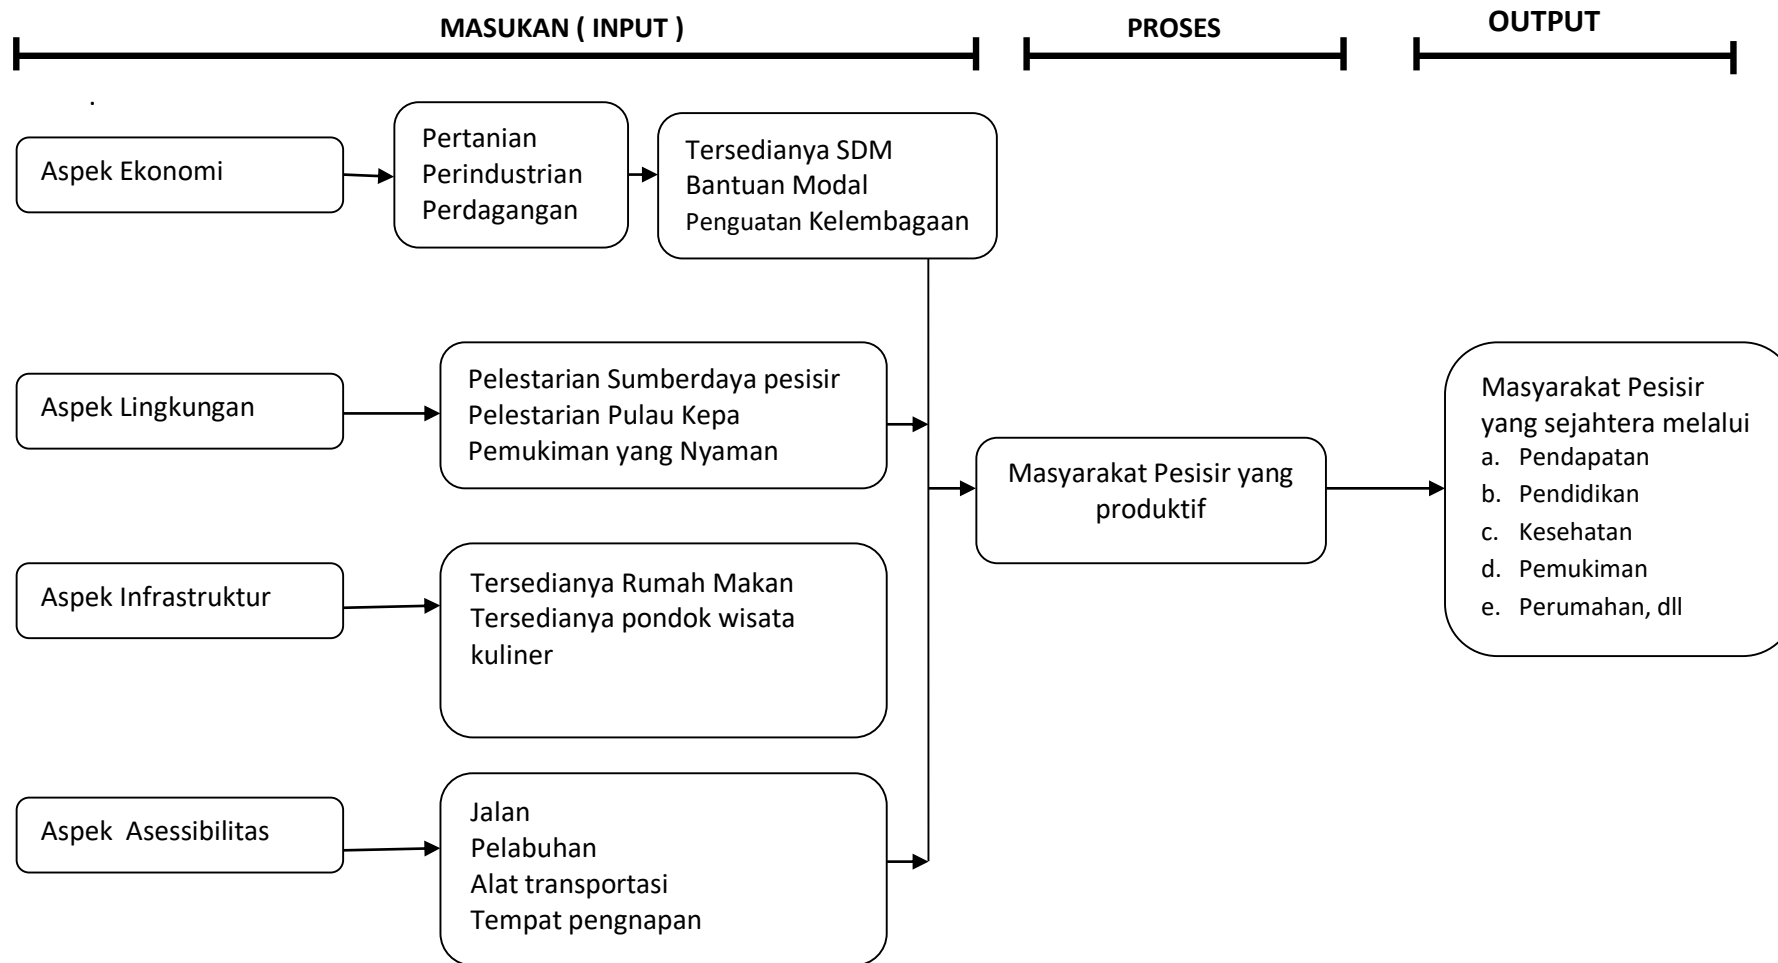 MASUKAN ( INPUT )
PROSES
OUTPUT
.
Aspek Ekonomi
Pertanian
Perindustrian
Perdagangan
Tersedianya SDM
Bantuan Modal
Penguatan Kelembagaan
Aspek Lingkungan
Pelestarian Sumberdaya pesisir
Pelestarian Pulau Kepa
Pemukiman yang Nyaman
Aspek Infrastruktur
Tersedianya Rumah Makan
Tersedianya pondok wisata
kuliner
Aspek  Asessibilitas
Jalan
Pelabuhan
Alat transportasi
Tempat pengnapan
Masyarakat Pesisir yang
produktif
Masyarakat Pesisir
yang sejahtera melalui
a. Pendapatan
b. Pendidikan
c. Kesehatan
d. Pemukiman
e. Perumahan, dll